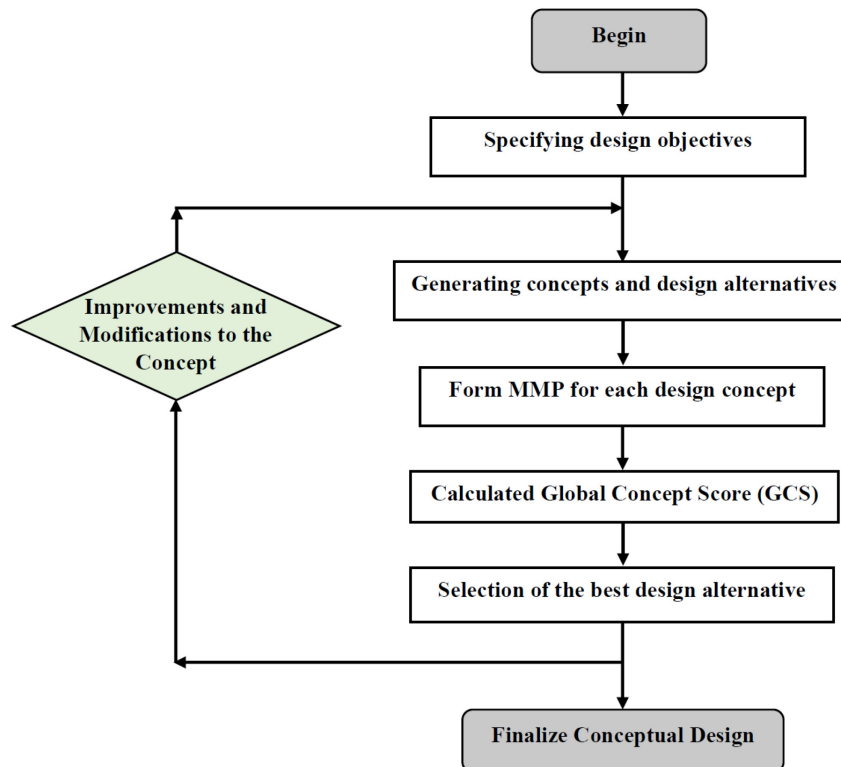 Begin
Specifying design objectives
Generating concepts and design alternatives
Improvements and
Modifications to the
Concept
Form MMP for each design concept
Calculated Global Concept Score (GCS)
Selection of the best design alternative
Finalize Conceptual Design